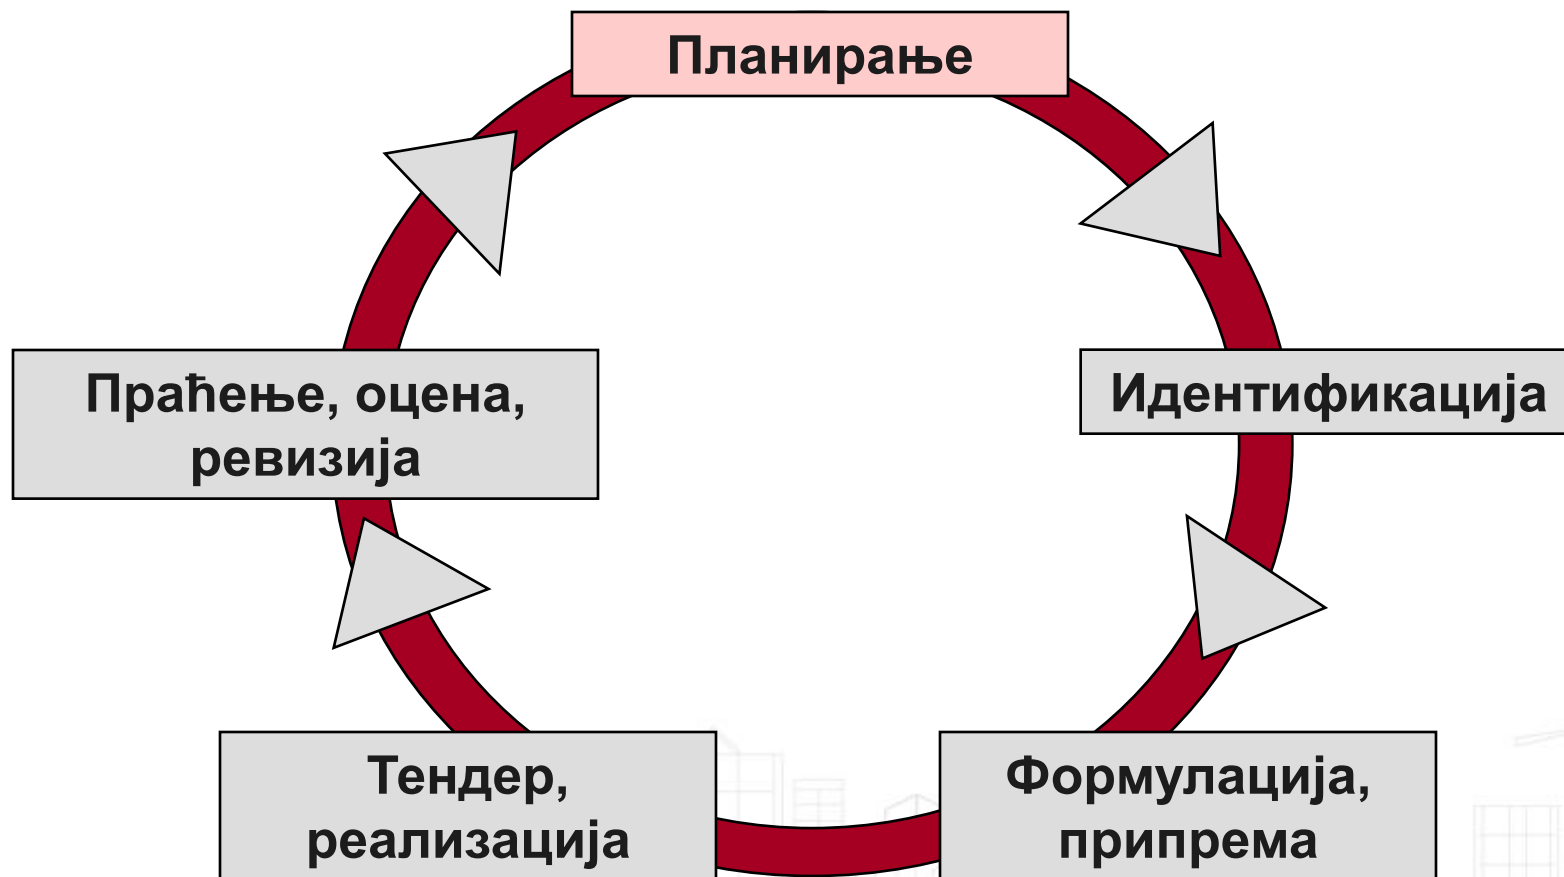 Планирање
Идентификација
Формулација,
припрема
Тендер,
реализација
Праћење, оцена,
ревизија